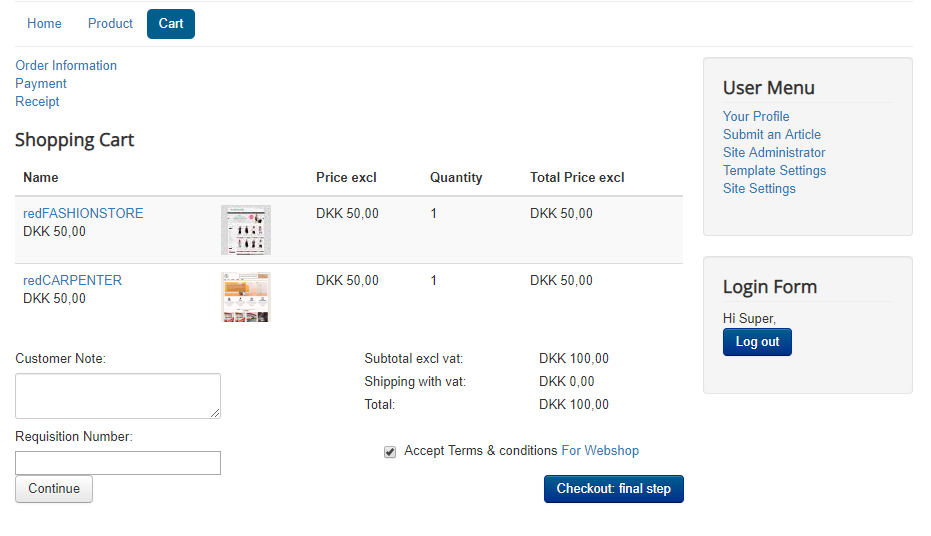 Home Product Cart
Order Information
Payment
Receipt
Shopping Cart
Name Price excl Quantity Total Price excl
redFASHIONSTORE DKK 50,00 1 DKK 50,00
DKK 50,00
redCARPENTER DKK 50,00 1 DKK 50,00
DKK 50,00
Customer Note: Subtotal excl vat: DKK 100,00
Shipping with vat: DKK 0,00
Total: DKK 100,00
Requisition Number:
Accept Terms & conditions For Webshop
Continue Checkout: final step
User Menu
Your Profile
Submit an Article
Site Administrator
Template Settings
Site Settings
Login Form
Hi Super,
Log out